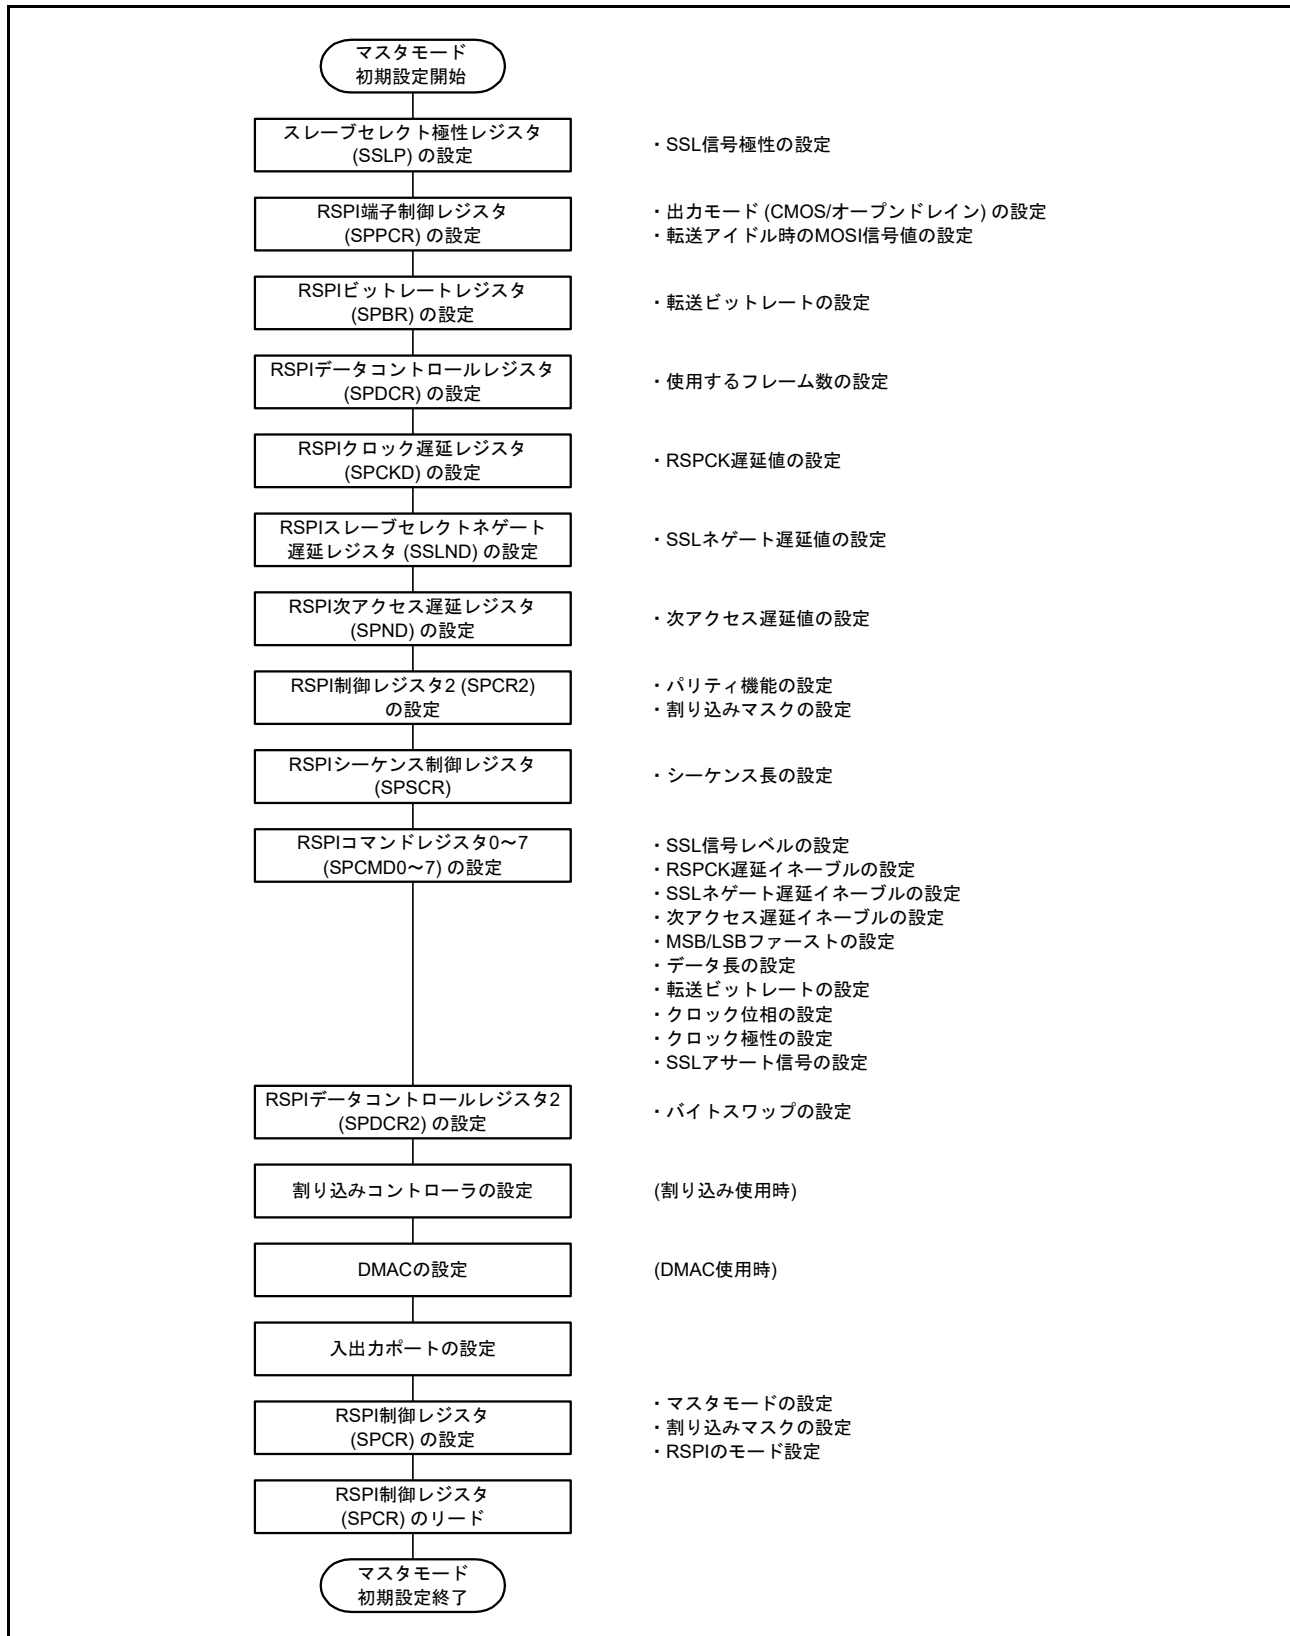 マスタモード
初期設定開始
スレーブセレクト極性レジスタ
(SSLP) の設定
・SSL信号極性の設定
RSPI端子制御レジスタ
(SPPCR) の設定
・出力モード (CMOS/オープンドレイン) の設定
・転送アイドル時のMOSI信号値の設定
RSPIビットレートレジスタ
(SPBR) の設定
・転送ビットレートの設定
RSPIデータコントロールレジスタ
(SPDCR) の設定
・使用するフレーム数の設定
RSPIクロック遅延レジスタ
(SPCKD) の設定
・RSPCK遅延値の設定
RSPIスレーブセレクトネゲート
遅延レジスタ (SSLND) の設定
・SSLネゲート遅延値の設定
RSPI次アクセス遅延レジスタ
(SPND) の設定
・次アクセス遅延値の設定
RSPI制御レジスタ2 (SPCR2)
の設定
・パリティ機能の設定
・割り込みマスクの設定
RSPIシーケンス制御レジスタ
(SPSCR)
・シーケンス長の設定
RSPIコマンドレジスタ0～7
(SPCMD0～7) の設定
・SSL信号レベルの設定
・RSPCK遅延イネーブルの設定
・SSLネゲート遅延イネーブルの設定
・次アクセス遅延イネーブルの設定
・MSB/LSBファーストの設定
・データ長の設定
・転送ビットレートの設定
・クロック位相の設定
・クロック極性の設定
・SSLアサート信号の設定
RSPIデータコントロールレジスタ2
(SPDCR2) の設定
・バイトスワップの設定
割り込みコントローラの設定
(割り込み使用時)
DMACの設定
(DMAC使用時)
入出力ポートの設定
RSPI制御レジスタ
(SPCR) の設定
・マスタモードの設定
・割り込みマスクの設定
・RSPIのモード設定
RSPI制御レジスタ
(SPCR) のリード
マスタモード
初期設定終了